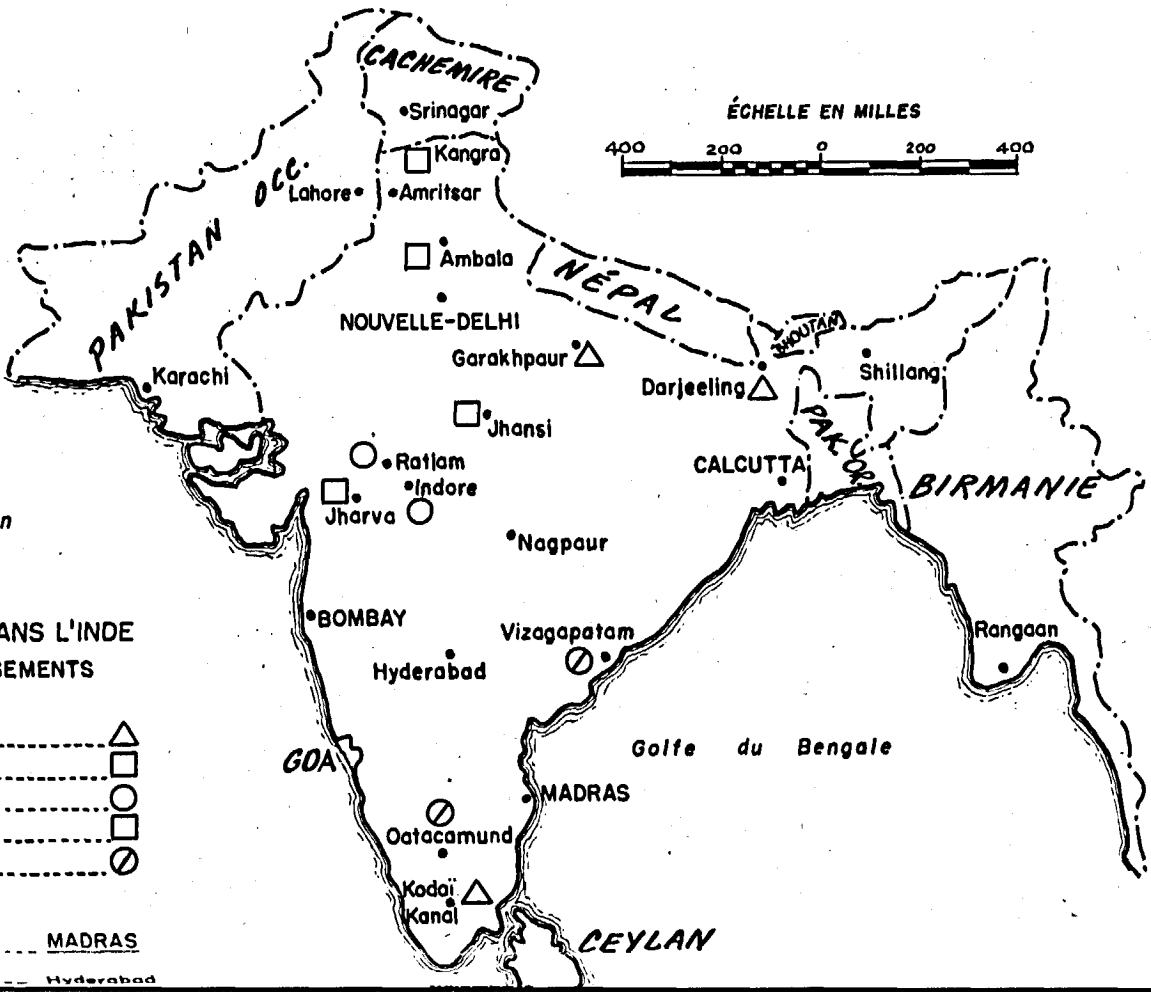 CACHEMIRE
Srinagar
ÉCHELLE EN MILLES
400 200 0 200 400
Kangra
PAKISTAN OCC.
Lahore
Amritsar
Ambala
NÉPAL
NOUVELLE-DELHI
BHOUTAN
Garakhpaur
Shillang
Karachi
Darjeeling
Jhansi
PAK. OR.
Ratlam
CALCUTTA
Indore
BIRMANIE
Jharva
n
Nagpaur
BOMBAY
ANS L'INDE
Vizagapatam
Rangaan
SEMENTS
Hyderabad
Golfe du Bengale
GOA
MADRAS
Oatacamund
Kodaï
Kanal
CEYLAN
MADRAS
Hyderabad